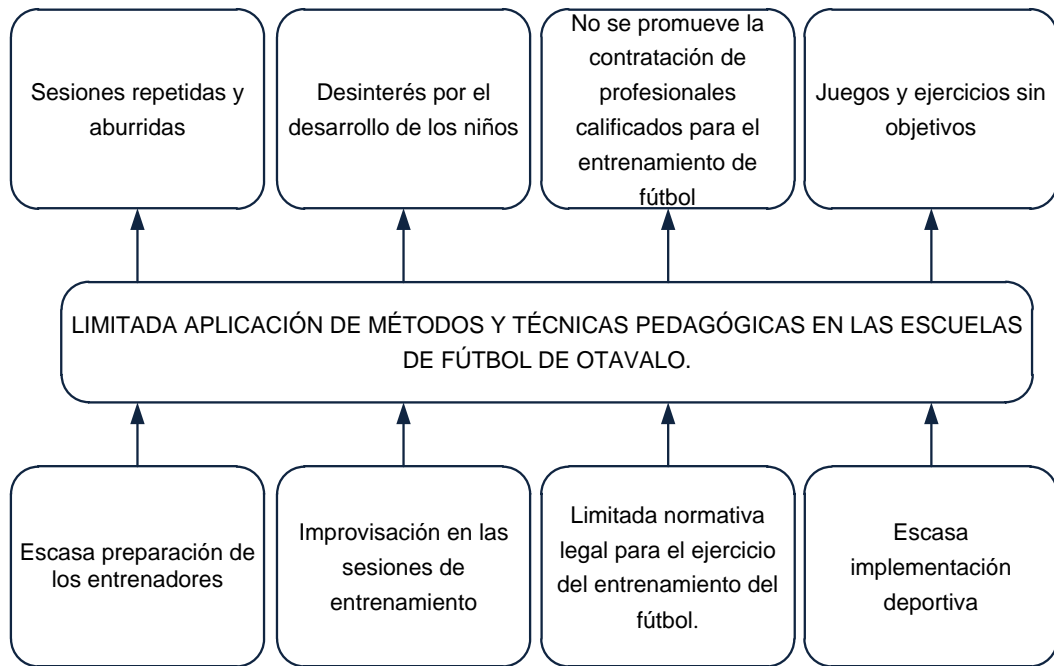 Sesiones repetidas y
aburridas
Desinterés por el
desarrollo de los niños
No se promueve la
contratación de
profesionales
calificados para el
entrenamiento de
fútbol
Juegos y ejercicios sin
objetivos
LIMITADA APLICACIÓN DE MÉTODOS Y TÉCNICAS PEDAGÓGICAS EN LAS ESCUELAS
DE FÚTBOL DE OTAVALO.
Escasa preparación de
los entrenadores
Improvisación en las
sesiones de
entrenamiento
Limitada normativa
legal para el ejercicio
del entrenamiento del
fútbol.
Escasa
implementación
deportiva